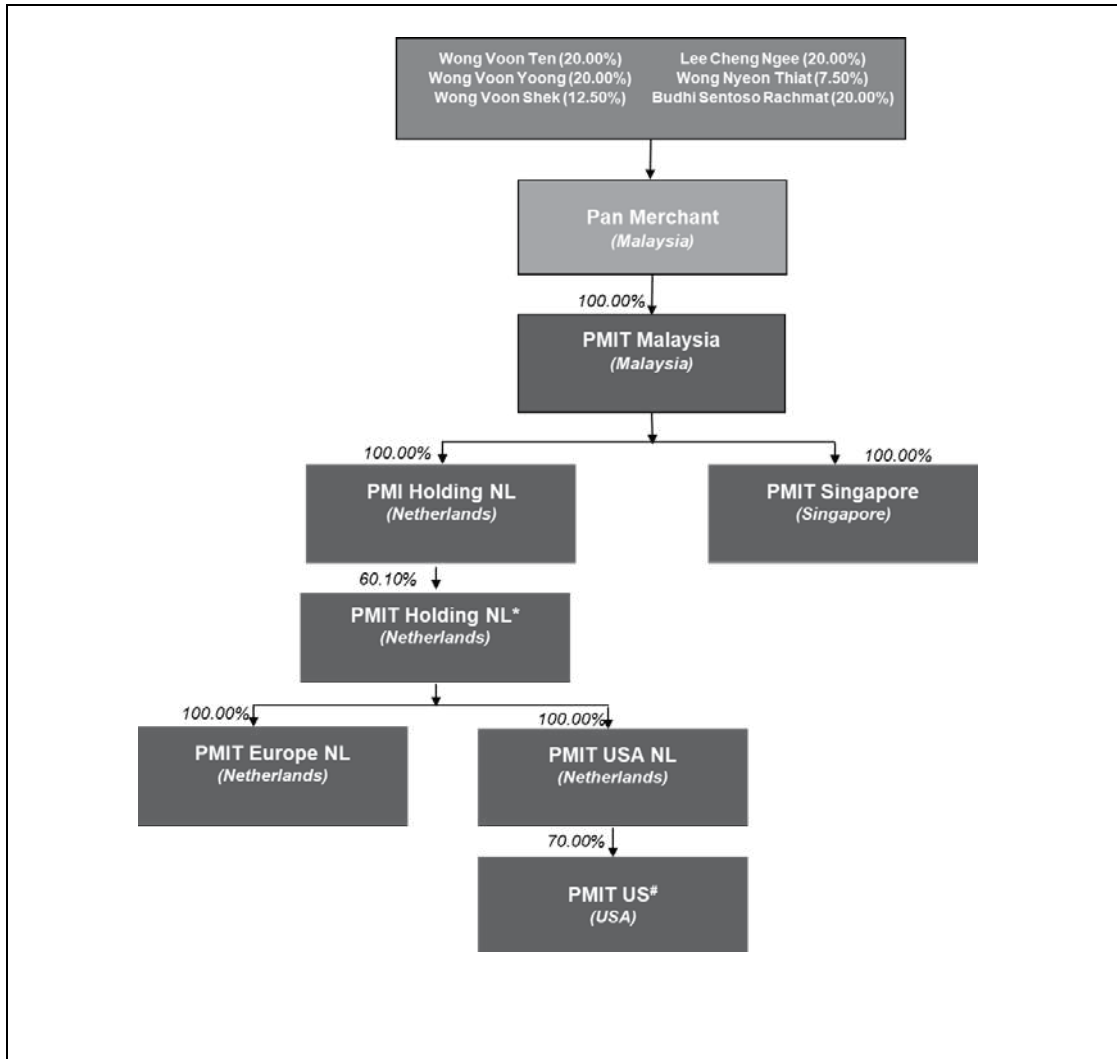 Wong Voon Ten (20.00%) Lee Cheng Ngee (20.00%)
Wong Voon Yoong (20.00%) Wong Nyeon Thiat (7.50%)
Wong Voon Shek (12.50%) Budhi Sentoso Rachmat (20.00%)
Pan Merchant
(Malaysia)
100.00%
PMIT Malaysia
(Malaysia)
100.00% 100.00%
PMI Holding NL PMIT Singapore
(Netherlands) (Singapore)
60.10%
PMIT Holding NL*
(Netherlands)
100.00% 100.00%
PMIT Europe NL PMIT USA NL
(Netherlands) (Netherlands)
70.00%
PMIT US#
(USA)